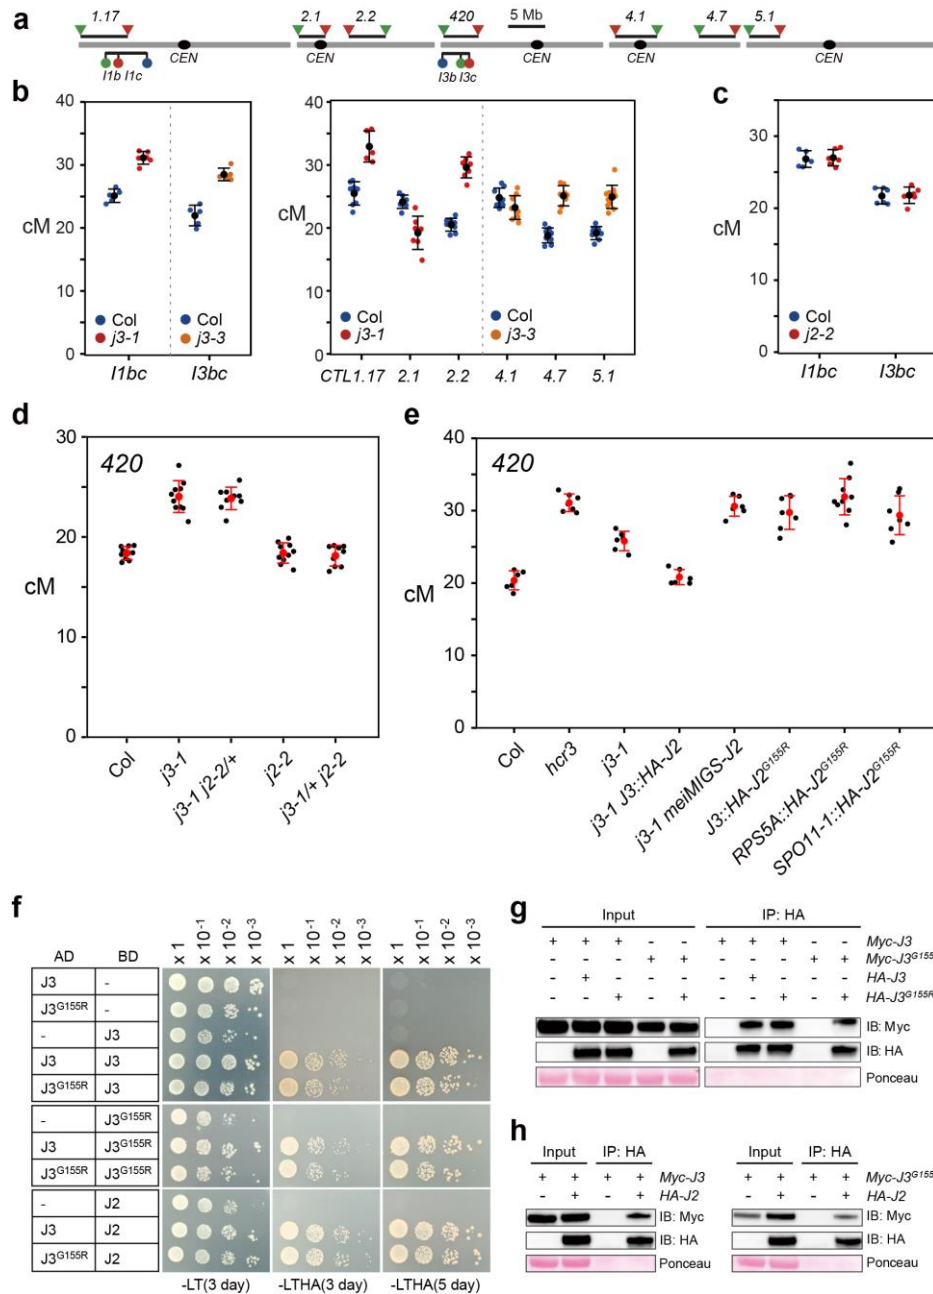 a
1.17 2.1 2.2 420 5 Mb 4.1 4.7 5.1
CEN CEN CEN CEN CEN
I1b I1c I3b I3c
b
40
30
cM
20
10
0
Col Col
j3-1 j3-3
I1bc I3bc
40
30
cM
20
10
0
Col Col
j3-1 j3-3
CTL1.17 2.1 2.2 4.1 4.7 5.1
c
30
20
cM
10
0
Col
j2-2
I1bc I3bc
d
420
30
20
cM
10
0
Col
j3-1
j3-1 j2-2/+
j2-2
j3-1/+ j2-2
e
420
40
30
cM
20
10
0
Col
hcr3
j3-1
j3-1 J3::HA-J2
j3-1 meiMIGS-J2
J3::HA-J2G155R
RPS5A::HA-J2G155R
SPO11-1::HA-J2G155R
f
x 1 x 10-1 x 10-2 x 10-3 x 1 x 10-1 x 10-2 x 10-3 x 1 x 10-1 x 10-2 x 10-3
AD BD
J3 -
J3G155R -
- J3
J3 J3
J3G155R J3
- J3G155R
J3 J3G155R
J3G155R J3G155R
- J2
J3 J2
J3G155R J2
-LT(3 day) -LTHA(3 day) -LTHA(5 day)
g
Input IP: HA
+ + + - - + + + - - Myc-J3
- - - + + - - - + + Myc-J3G155R
- + - - - - + - - - HA-J3
- - + - + - - + - + HA-J3G155R
IB: Myc
IB: HA
Ponceau
h
Input IP: HA Input IP: HA
+ + + + Myc-J3 + + + + Myc-J3G155R
- + - + HA-J2 - + - + HA-J2
IB: Myc IB: Myc
IB: HA IB: HA
Ponceau Ponceau